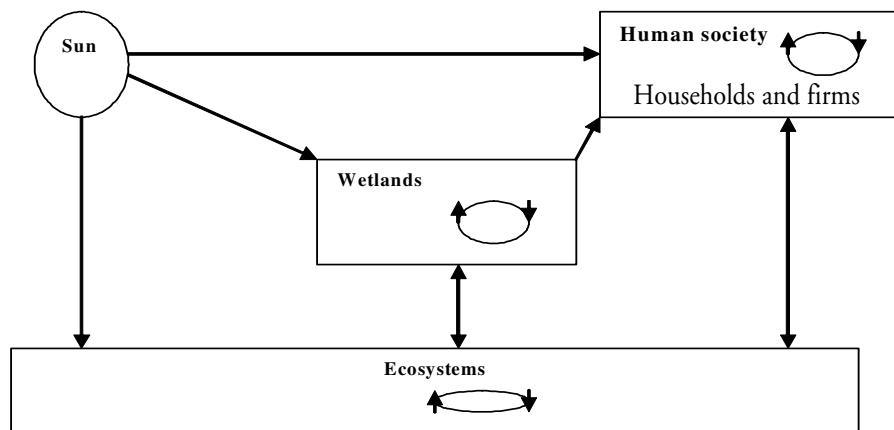 Sun
Human society
Households and firms
Wetlands
Ecosystems